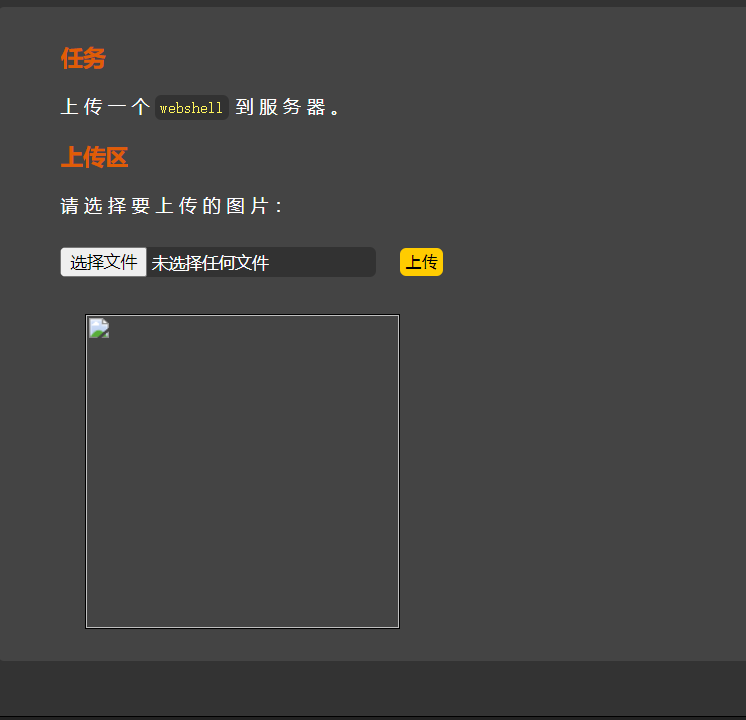 任务
上传一个 webshell 到服务器。
上传区
请选择要上传的图片：
选择文件 未选择任何文件 上传